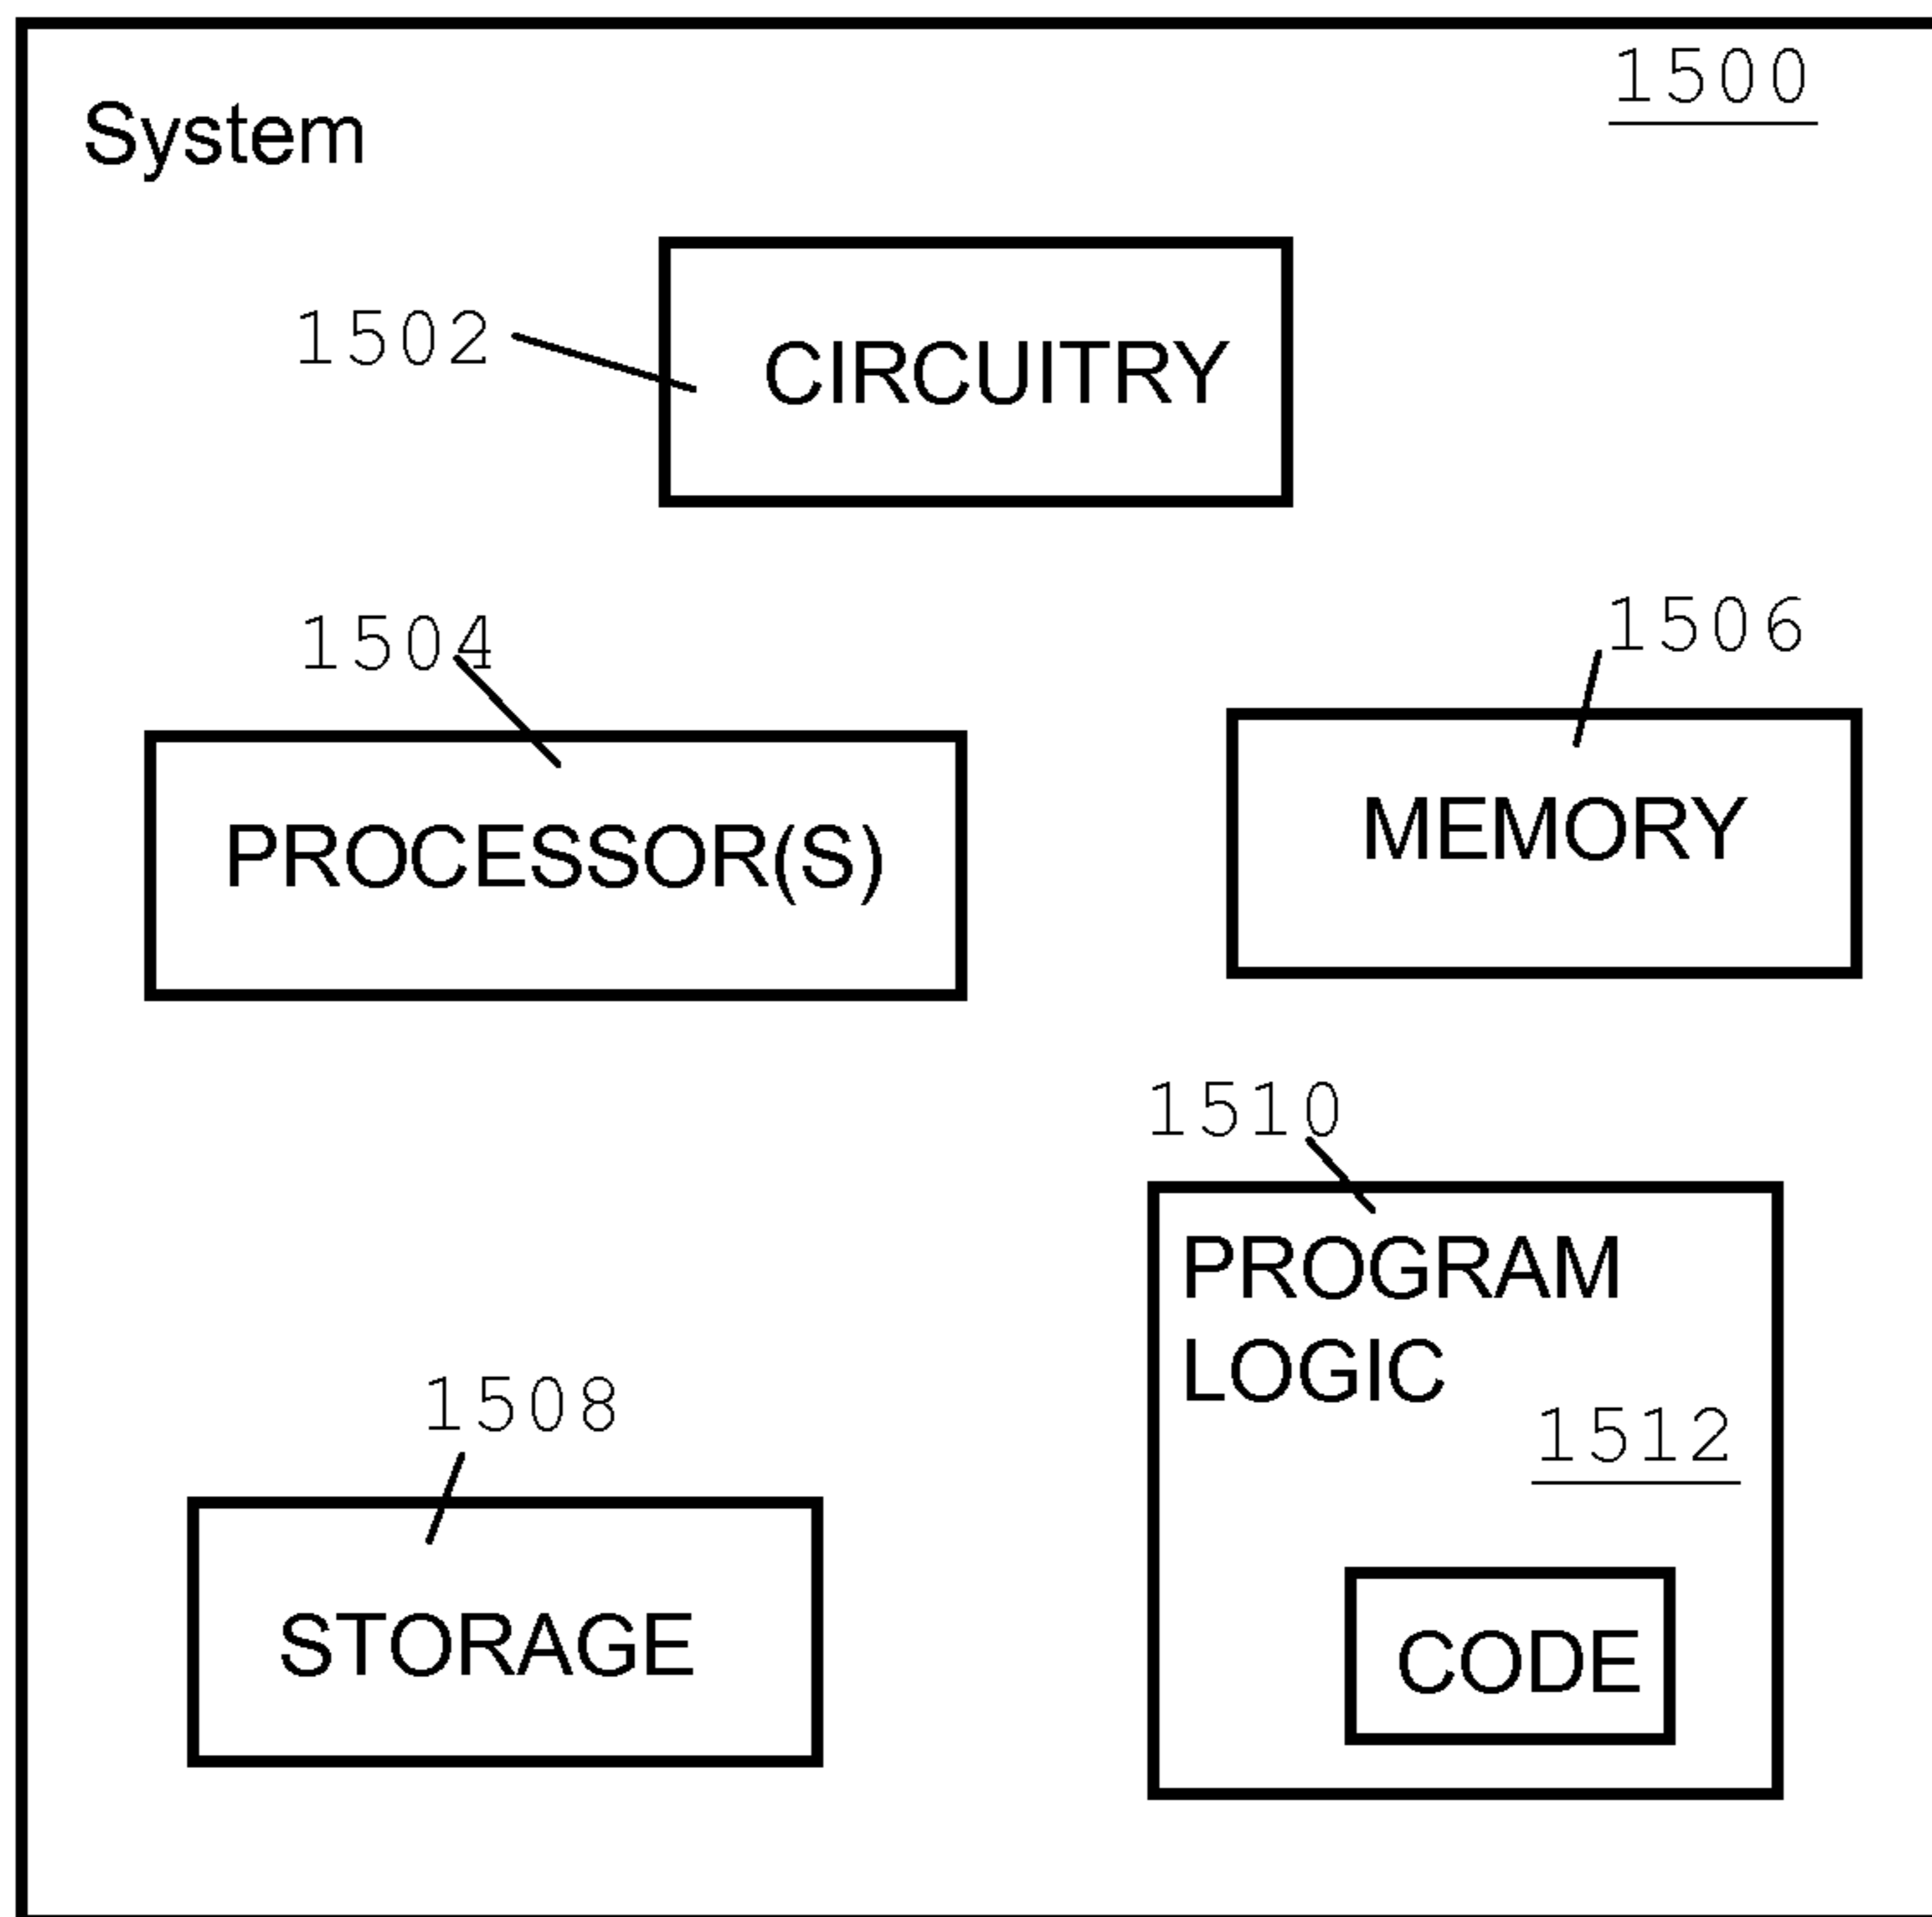 1500
System
1502
CIRCUITRY
1504
1506
PROCESSOR(S)
MEMORY
1510
PROGRAM
LOGIC
1508
1512
STORAGE
CODE